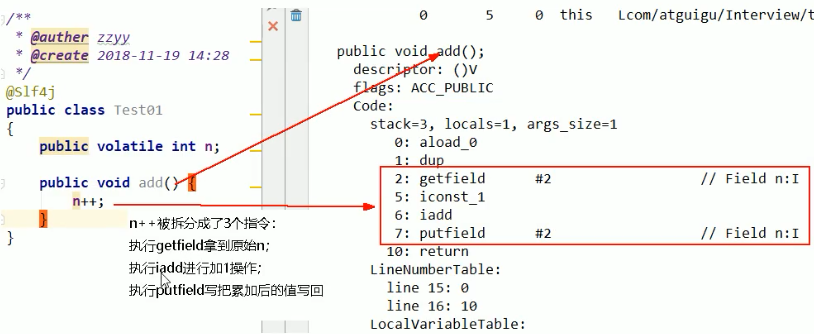 /**
* @auther zzyy
* @create 2018-11-19 14:28
*/
@Slf4j
public class Test01
{
public volatile int n;
public void add() {
n++;
}
}
n++被拆分成了3个指令:
执行getfield拿到原始n;
执行iadd进行加1操作;
执行putfield写把累加后的值写回
0 5 0 this Lcom/atguigu/Interview/t
public void add();
descriptor: ()V
flags: ACC_PUBLIC
Code:
stack=3, locals=1, args_size=1
0: aload_0
1: dup
2: getfield #2 // Field n:I
5: iconst_1
6: iadd
7: putfield #2 // Field n:I
10: return
LineNumberTable:
line 15: 0
line 16: 10
LocalVariableTable: